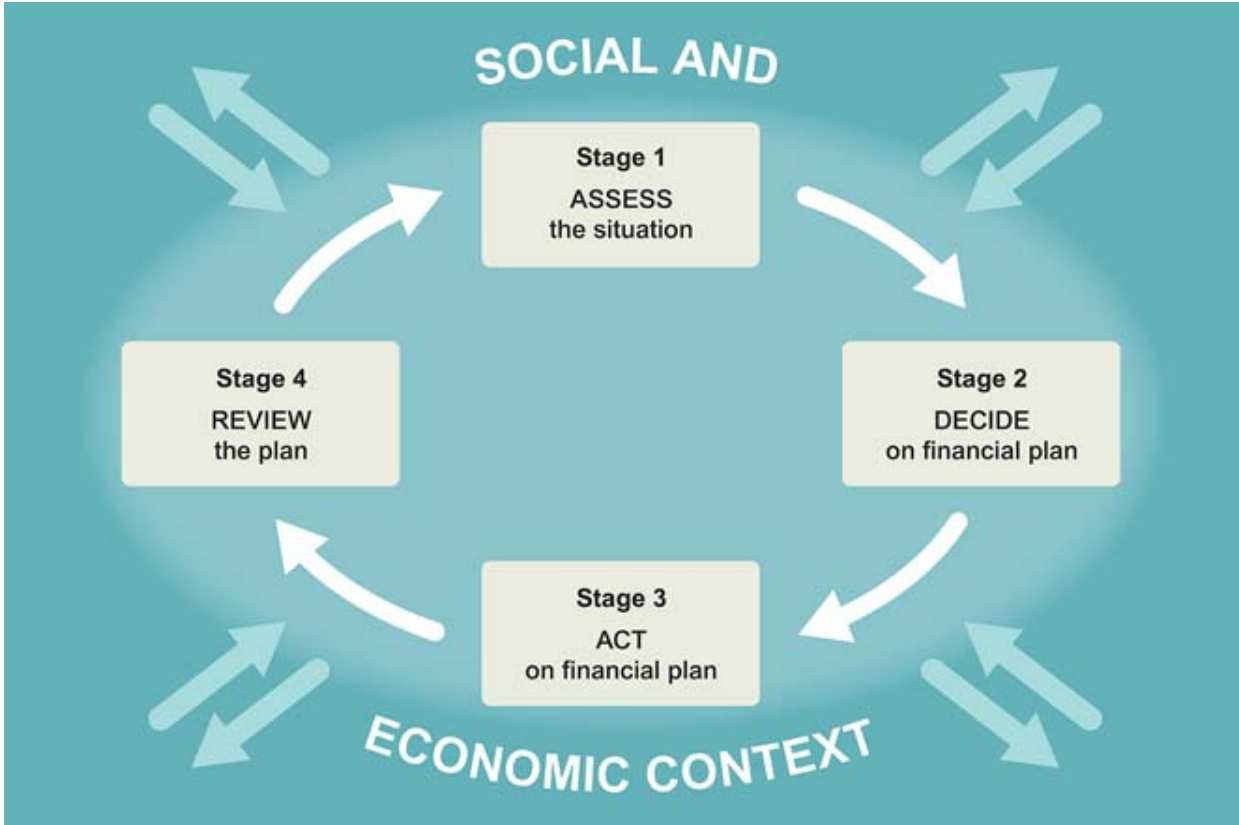 SOCIAL AND
Stage 1
ASSESS
the situation
Stage 2
DECIDE
on financial plan
Stage 3
ACT
on financial plan
Stage 4
REVIEW
the plan
ECONOMIC CONTEXT